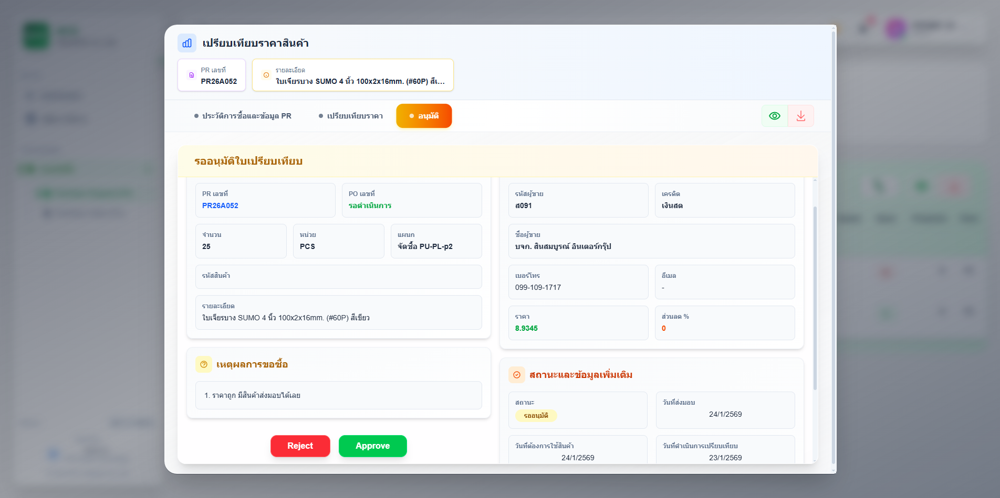 เปรียบเทียบราคาสินค้า
PR เลขที่
PR26A052
รายละเอียด
ใบเจียรบาง SUMO 4 นิ้ว 100x2x16mm. (#60P) สีเ...
ประวัติการซื้อและข้อมูล PR
เปรียบเทียบราคา
อนุมัติ
รออนุมัติใบเปรียบเทียบ
PR เลขที่
PR26A052
PO เลขที่
รอดำเนินการ
จำนวน
25
หน่วย
PCS
แผนก
จัดซื้อ PU-PL-p2
รหัสสินค้า
รายละเอียด
ใบเจียรบาง SUMO 4 นิ้ว 100x2x16mm. (#60P) สีเขียว
เหตุผลการขอซื้อ
1. ราคาถูก มีสินค้าส่งมอบได้เลย
Reject
Approve
รหัสผู้ขาย
ส091
เครดิต
เงินสด
ชื่อผู้ขาย
บจก. สินสมบูรณ์ อินเตอร์กรุ๊ป
เบอร์โทร
099-109-1717
อีเมล
-
ราคา
8.9345
ส่วนลด %
0
สถานะและข้อมูลเพิ่มเติม
สถานะ
รออนุมัติ
วันที่ส่งมอบ
24/1/2569
วันที่ต้องการใช้สินค้า
24/1/2569
วันที่ดำเนินการเปรียบเทียบ
23/1/2569